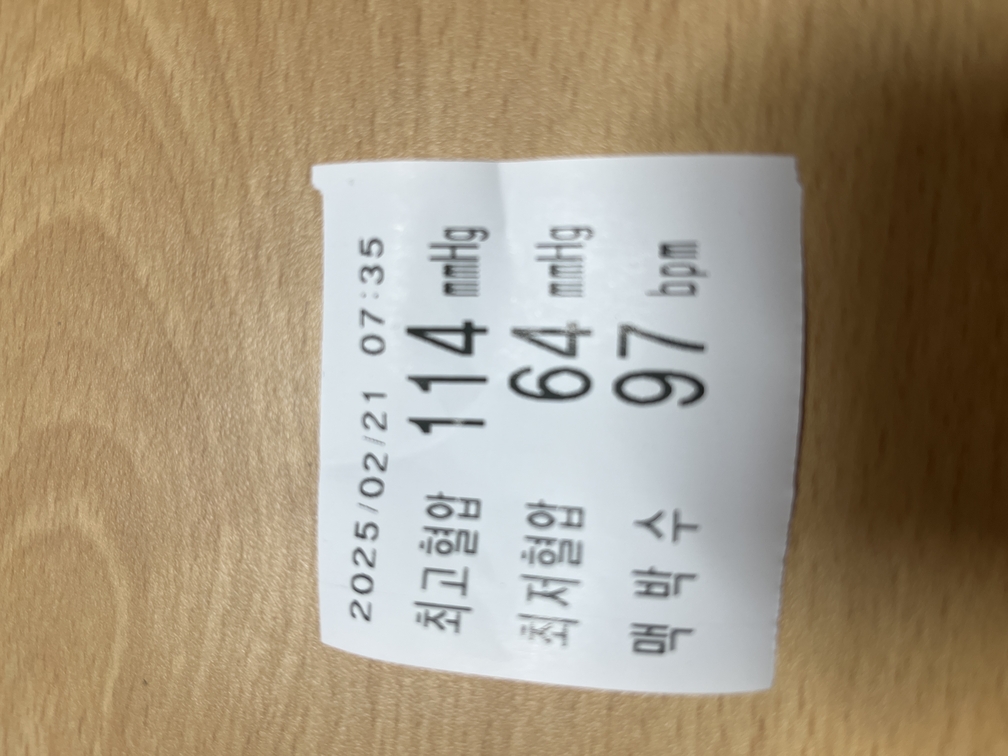 2025/02/21 07:35
최고혈압 114 mmHg
최저혈압 64 mmHg
맥박수 97 bpm